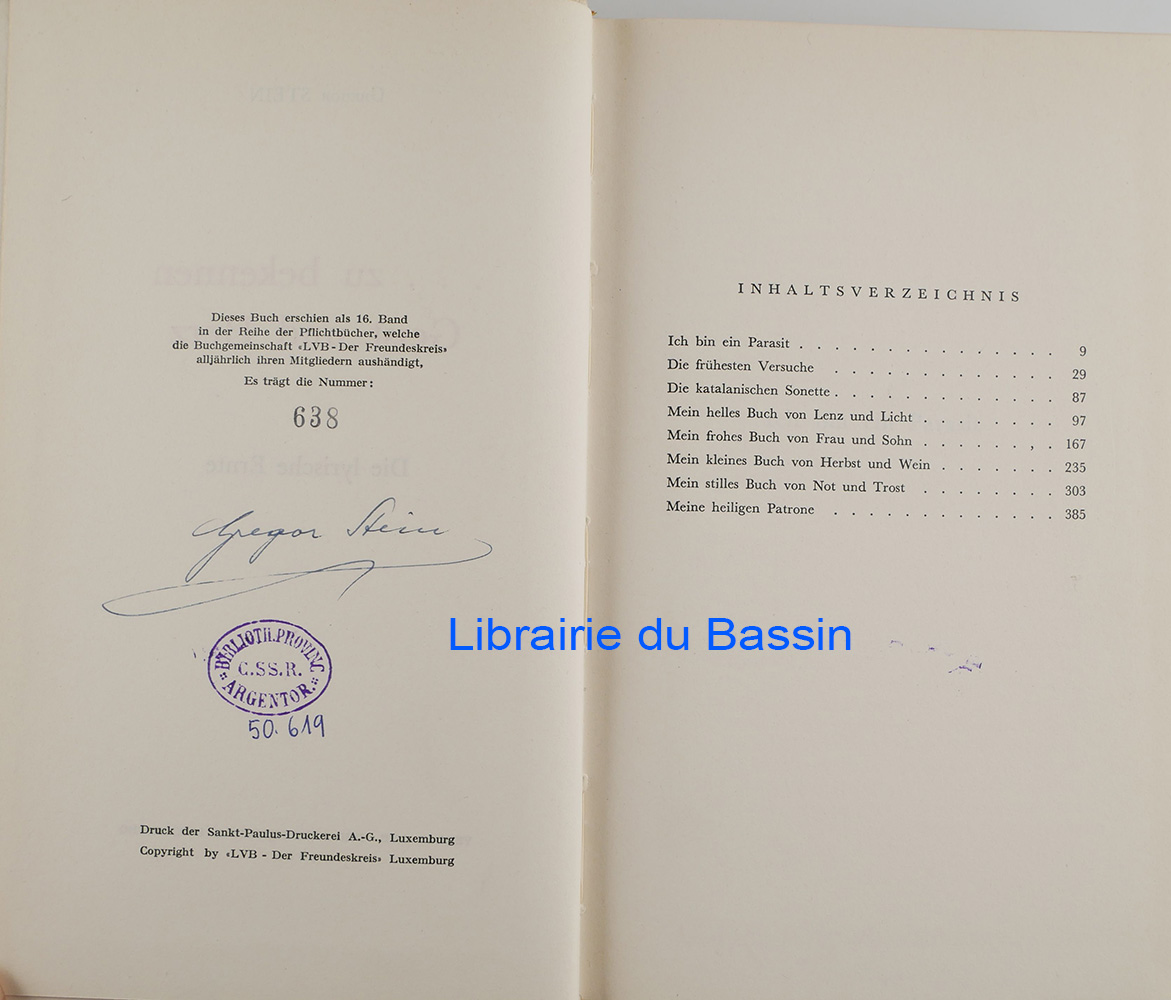 Dieses Buch erschien als 16. Band
in der Reihe der Pflichtbücher, welche
die Buchgemeinschaft «LVB - Der Freundeskreis»
alljährlich ihren Mitgliedern aushändigt,
Es trägt die Nummer:
638
Gregor Stein
BIBLIOTH. PROVINC
C.SS.R.
ARGENTOR.
50.619
Druck der Sankt-Paulus-Druckerei A.-G., Luxemburg
Copyright by «LVB - Der Freundeskreis» Luxemburg
INHALTSVERZEICHNIS
Ich bin ein Parasit . . . . . . . . . . . . . . . 9
Die frühesten Versuche . . . . . . . . . . . . . 29
Die katalanischen Sonette . . . . . . . . . . . . . 87
Mein helles Buch von Lenz und Licht . . . . . . . . 97
Mein frohes Buch von Frau und Sohn . . . . . . , . 167
Mein kleines Buch von Herbst und Wein . . . . . . . 235
Mein stilles Buch von Not und Trost . . . . . . . . 303
Meine heiligen Patrone . . . . . . . . . . . . . 385
Librairie du Bassin